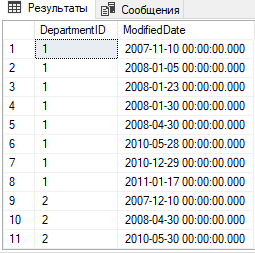 Результаты Сообщения
DepartmentID ModifiedDate
1 1 2007-11-10 00:00:00.000
2 1 2008-01-05 00:00:00.000
3 1 2008-01-23 00:00:00.000
4 1 2008-01-30 00:00:00.000
5 1 2008-04-30 00:00:00.000
6 1 2010-05-28 00:00:00.000
7 1 2010-12-29 00:00:00.000
8 1 2011-01-17 00:00:00.000
9 2 2007-12-10 00:00:00.000
10 2 2008-04-30 00:00:00.000
11 2 2010-05-30 00:00:00.000